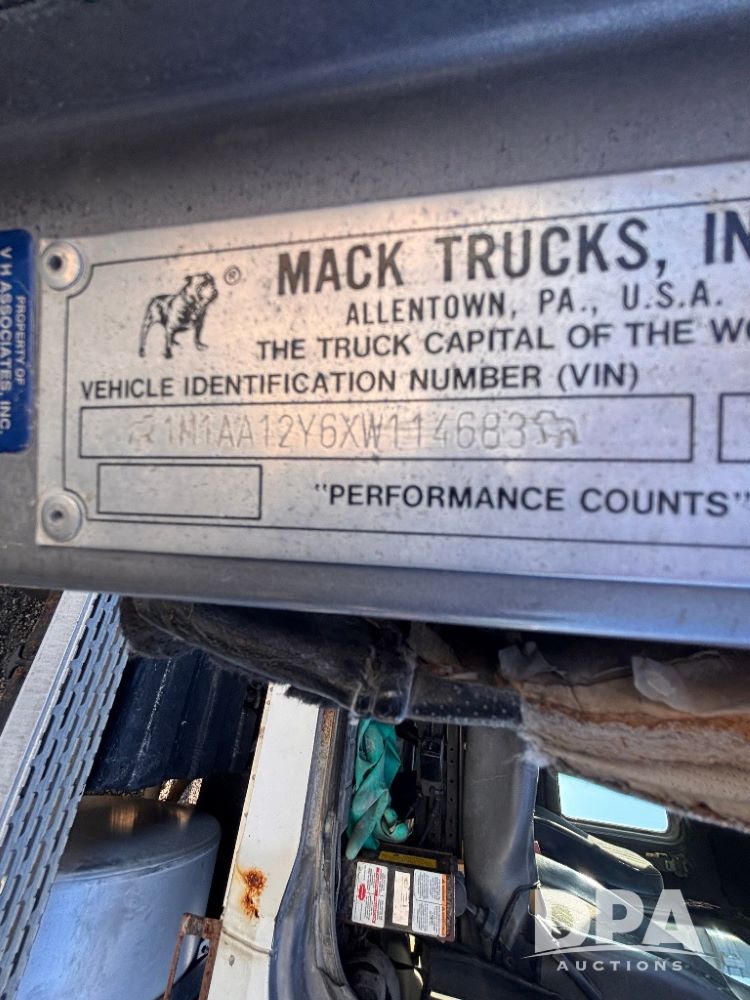 PROPERTY OF
V H ASSOCIATES, INC.
® MACK TRUCKS, IN
ALLENTOWN, PA., U.S.A.
THE TRUCK CAPITAL OF THE WO
VEHICLE IDENTIFICATION NUMBER (VIN)
1M1AA12Y6XW114683
"PERFORMANCE COUNTS"
DPA
AUCTIONS